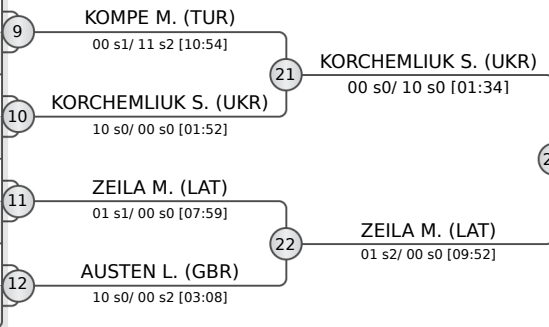 9
KOMPE M. (TUR)
00 s1/ 11 s2 [10:54]
21
KORCHEMLIUK S. (UKR)
00 s0/ 10 s0 [01:34]
10
KORCHEMLIUK S. (UKR)
10 s0/ 00 s0 [01:52]
11
ZEILA M. (LAT)
01 s1/ 00 s0 [07:59]
22
ZEILA M. (LAT)
01 s2/ 00 s0 [09:52]
12
AUSTEN L. (GBR)
10 s0/ 00 s2 [03:08]